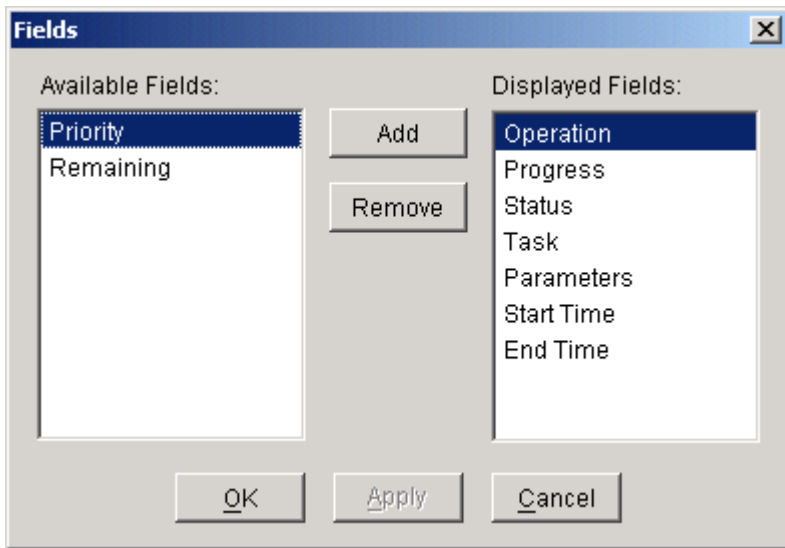 Fields
Available Fields:
Priority
Remaining
Add
Remove
Displayed Fields:
Operation
Progress
Status
Task
Parameters
Start Time
End Time
OK
Apply
Cancel